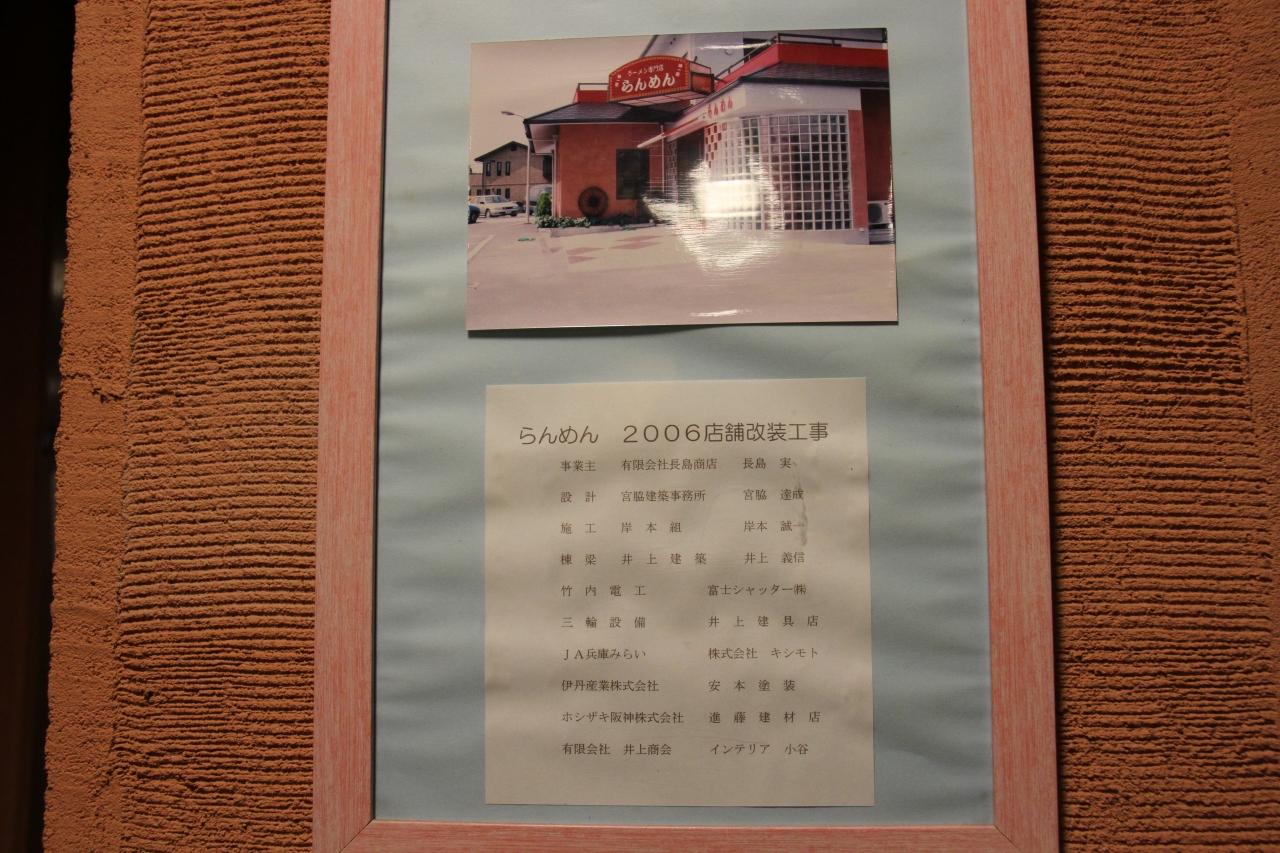 ラーメン専門店
らんめん
らんめん
らんめん　２００６店舗改装工事
事業主　有限会社長島商店　長島　実
設　計　宮脇建築事務所　宮脇　達成
施　工　岸　本　組　岸本　誠一
棟　梁　井　上　建　築　井上　義信
竹　内　電　工　富士シャッター㈱
三　輪　設　備　井　上　建　具　店
ＪＡ兵庫みらい　株式会社　キシモト
伊丹産業株式会社　安　本　塗　装
ホシザキ阪神株式会社　進　藤　建　材　店
有限会社　井上商会　インテリア　小谷